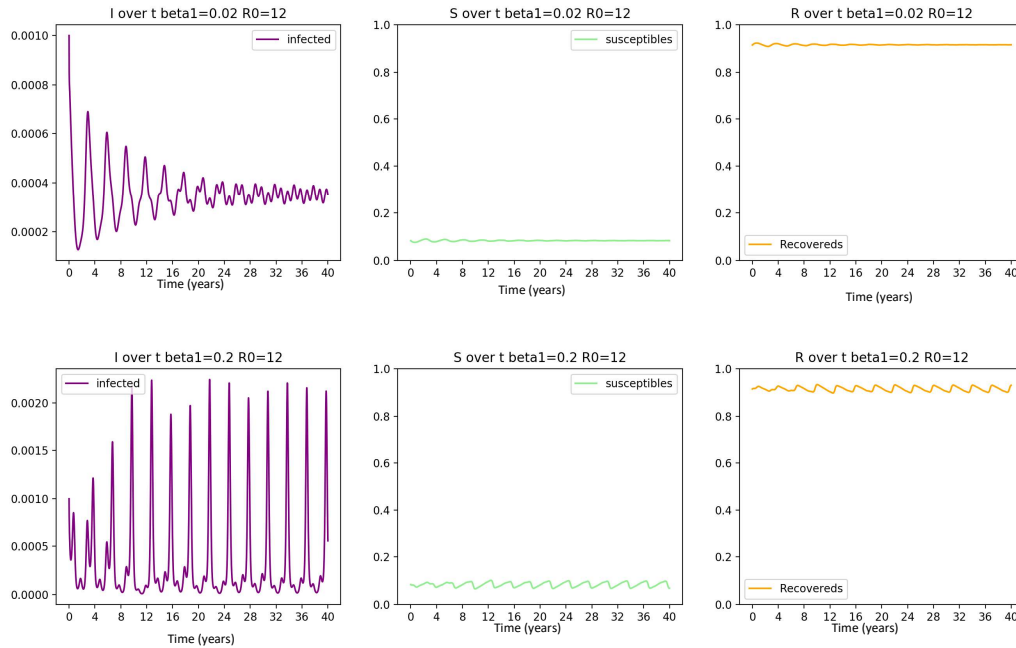 I over t beta1=0.02 R0=12
infected
0.0010
0.0008
0.0006
0.0004
0.0002
0 4 8 12 16 20 24 28 32 36 40
Time (years)
S over t beta1=0.02 R0=12
susceptibles
1.0
0.8
0.6
0.4
0.2
0.0
0 4 8 12 16 20 24 28 32 36 40
Time (years)
R over t beta1=0.02 R0=12
1.0
0.8
0.6
0.4
0.2
0.0
Recovereds
0 4 8 12 16 20 24 28 32 36 40
Time (years)
I over t beta1=0.2 R0=12
infected
0.0020
0.0015
0.0010
0.0005
0.0000
0 4 8 12 16 20 24 28 32 36 40
Time (years)
S over t beta1=0.2 R0=12
susceptibles
1.0
0.8
0.6
0.4
0.2
0.0
0 4 8 12 16 20 24 28 32 36 40
Time (years)
R over t beta1=0.2 R0=12
1.0
0.8
0.6
0.4
0.2
0.0
Recovereds
0 4 8 12 16 20 24 28 32 36 40
Time (years)